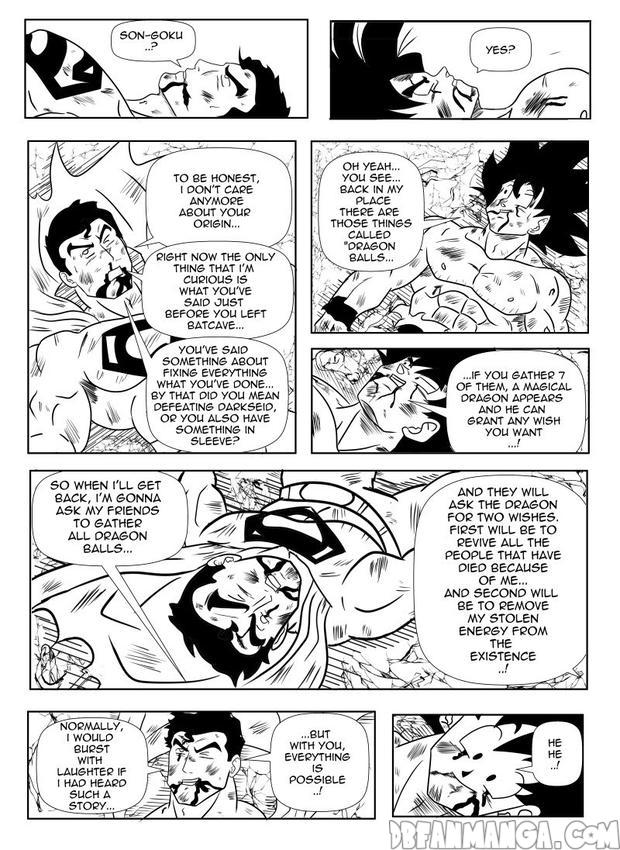 SON-GOKU
..?
YES?
TO BE HONEST,
I DON'T CARE
ANYMORE
ABOUT YOUR
ORIGIN...
RIGHT NOW THE ONLY
THING THAT I'M
CURIOUS IS
WHAT YOU'VE
SAID JUST
BEFORE YOU LEFT
BATCAVE...
YOU'VE SAID
SOMETHING ABOUT
FIXING EVERYTHING
WHAT YOU'VE DONE...
BY THAT DID YOU MEAN
DEFEATING DARKSEID,
OR YOU ALSO HAVE
SOMETHING IN
SLEEVE?
OH YEAH...
YOU SEE...
BACK IN MY
PLACE
THERE ARE
THOSE THINGS
CALLED
"DRAGON
BALLS...
...IF YOU GATHER 7
OF THEM, A MAGICAL
DRAGON APPEARS
AND HE CAN
GRANT ANY WISH
YOU WANT
...!
SO WHEN I'LL GET
BACK, I'M GONNA
ASK MY FRIENDS
TO GATHER
ALL DRAGON
BALLS...
AND THEY WILL
ASK THE DRAGON
FOR TWO WISHES.
FIRST WILL BE TO
REVIVE ALL THE
PEOPLE THAT HAVE
DIED BECAUSE
OF ME...
AND SECOND WILL
BE TO REMOVE
MY STOLEN
ENERGY FROM
THE
EXISTENCE
..!
NORMALLY,
I WOULD
BURST
WITH
LAUGHTER IF
I HAD HEARD
SUCH A
STORY...
...BUT
WITH YOU,
EVERYTHING
IS
POSSIBLE
..!
HE
HE
..!
DBFANMANGA.COM